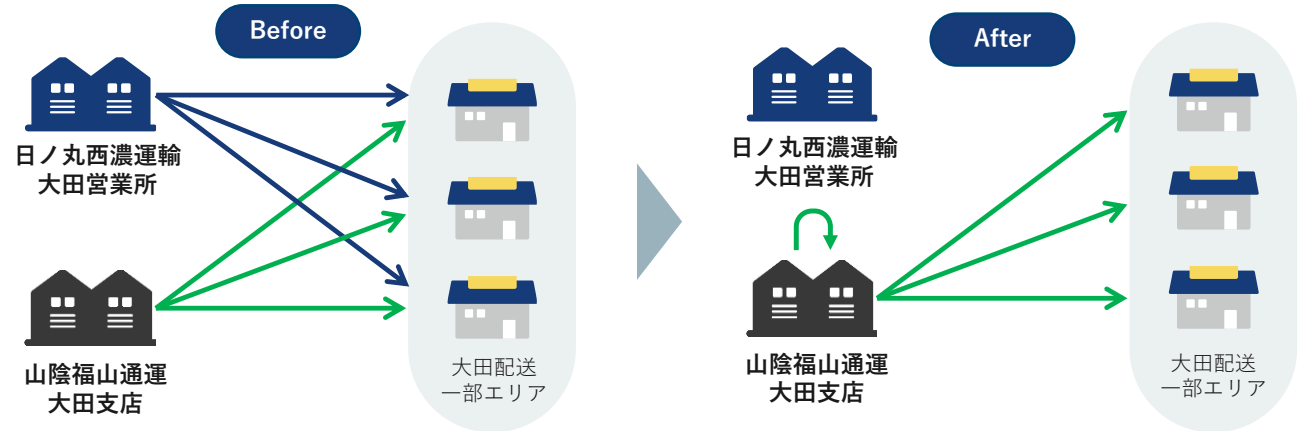 Before
日ノ丸西濃運輸
大田営業所
山陰福山通運
大田支店
大田配送
一部エリア
After
日ノ丸西濃運輸
大田営業所
山陰福山通運
大田支店
大田配送
一部エリア